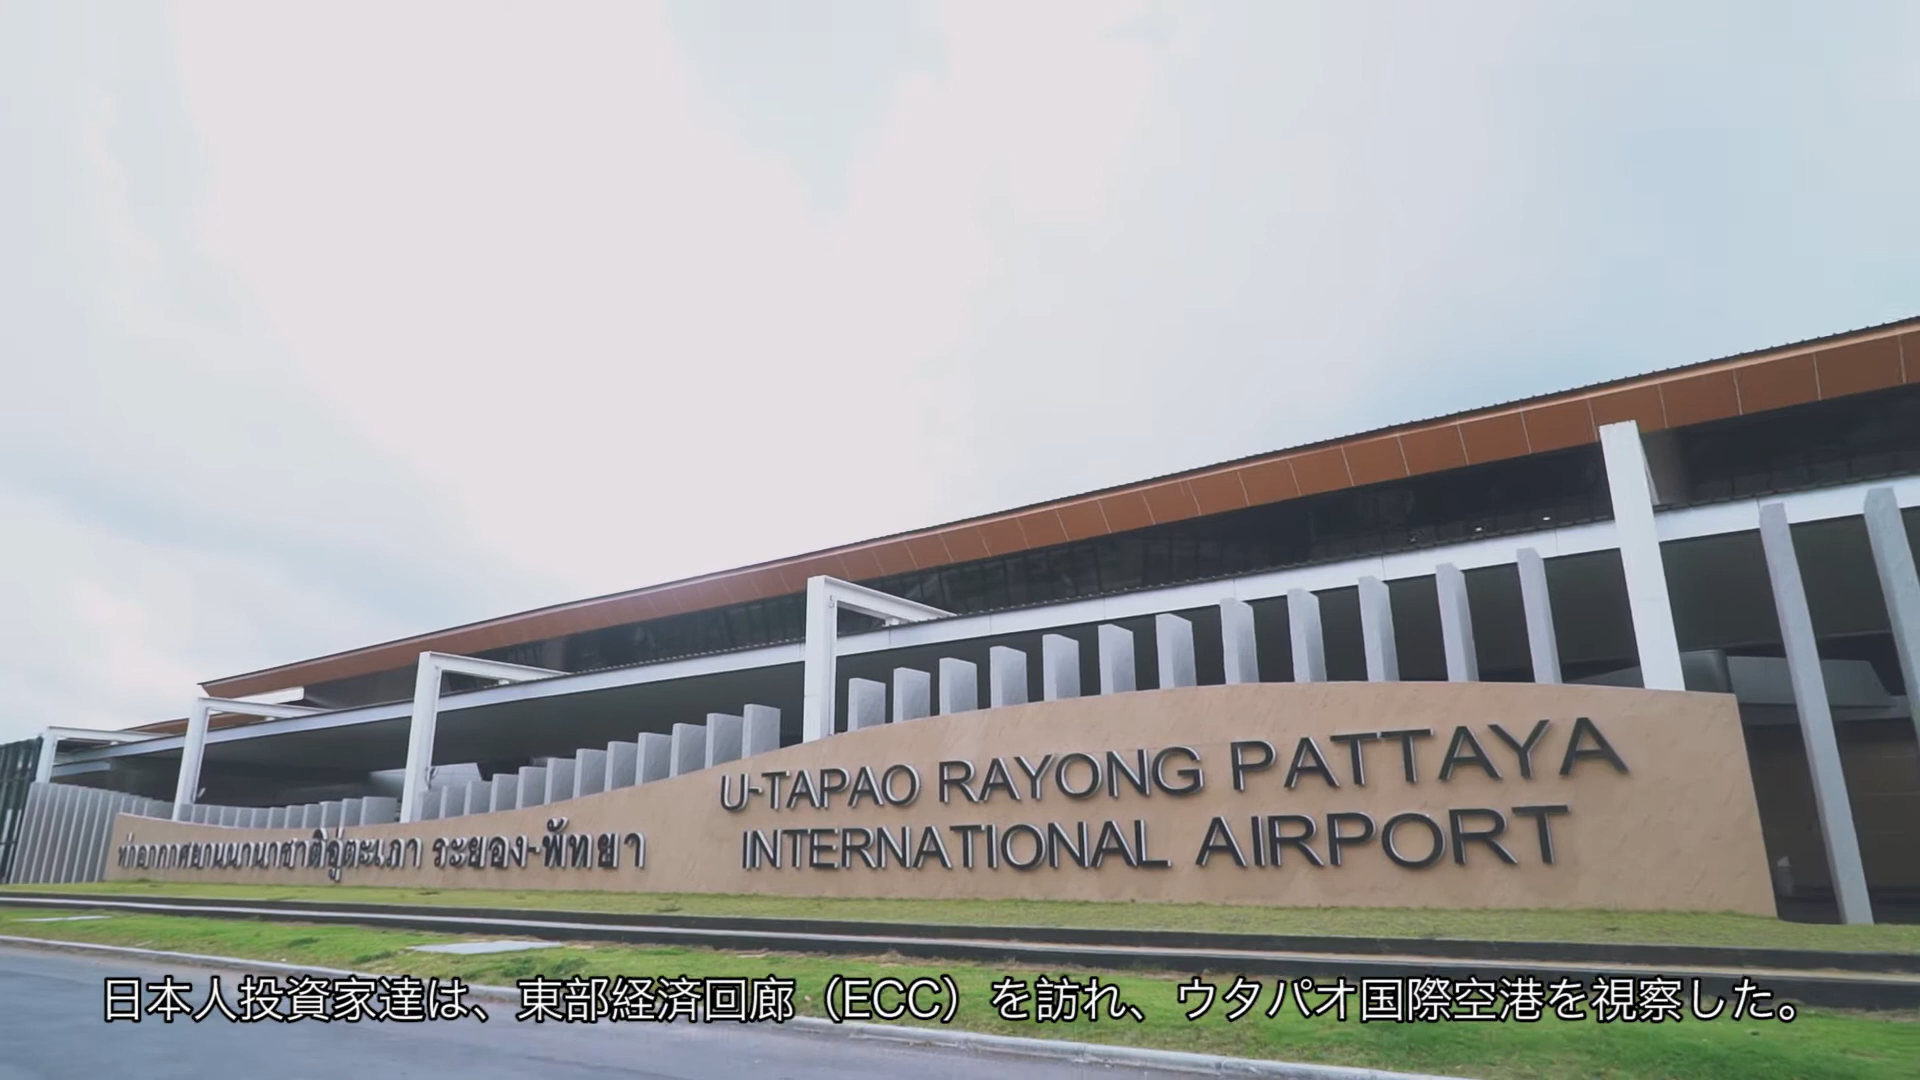 U-TAPAO RAYONG PATTAYA
INTERNATIONAL AIRPORT
ท่าอากาศยานนานาชาติอู่ตะเภา ระยอง-พัทยา
日本人投資家達は、東部経済回廊（ECC）を訪れ、ウタパオ国際空港を視察した。